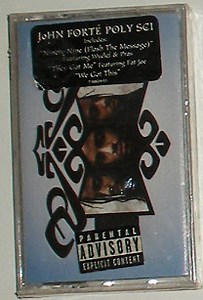 JOHN FORTÉ POLY SCI
Includes:
"Ninety Nine (Flash The Message)"
Featuring Wyclef & Pras
"They Got Me" Featuring Fat Joe
"We Got This"
PARENTAL
ADVISORY
EXPLICIT CONTENT